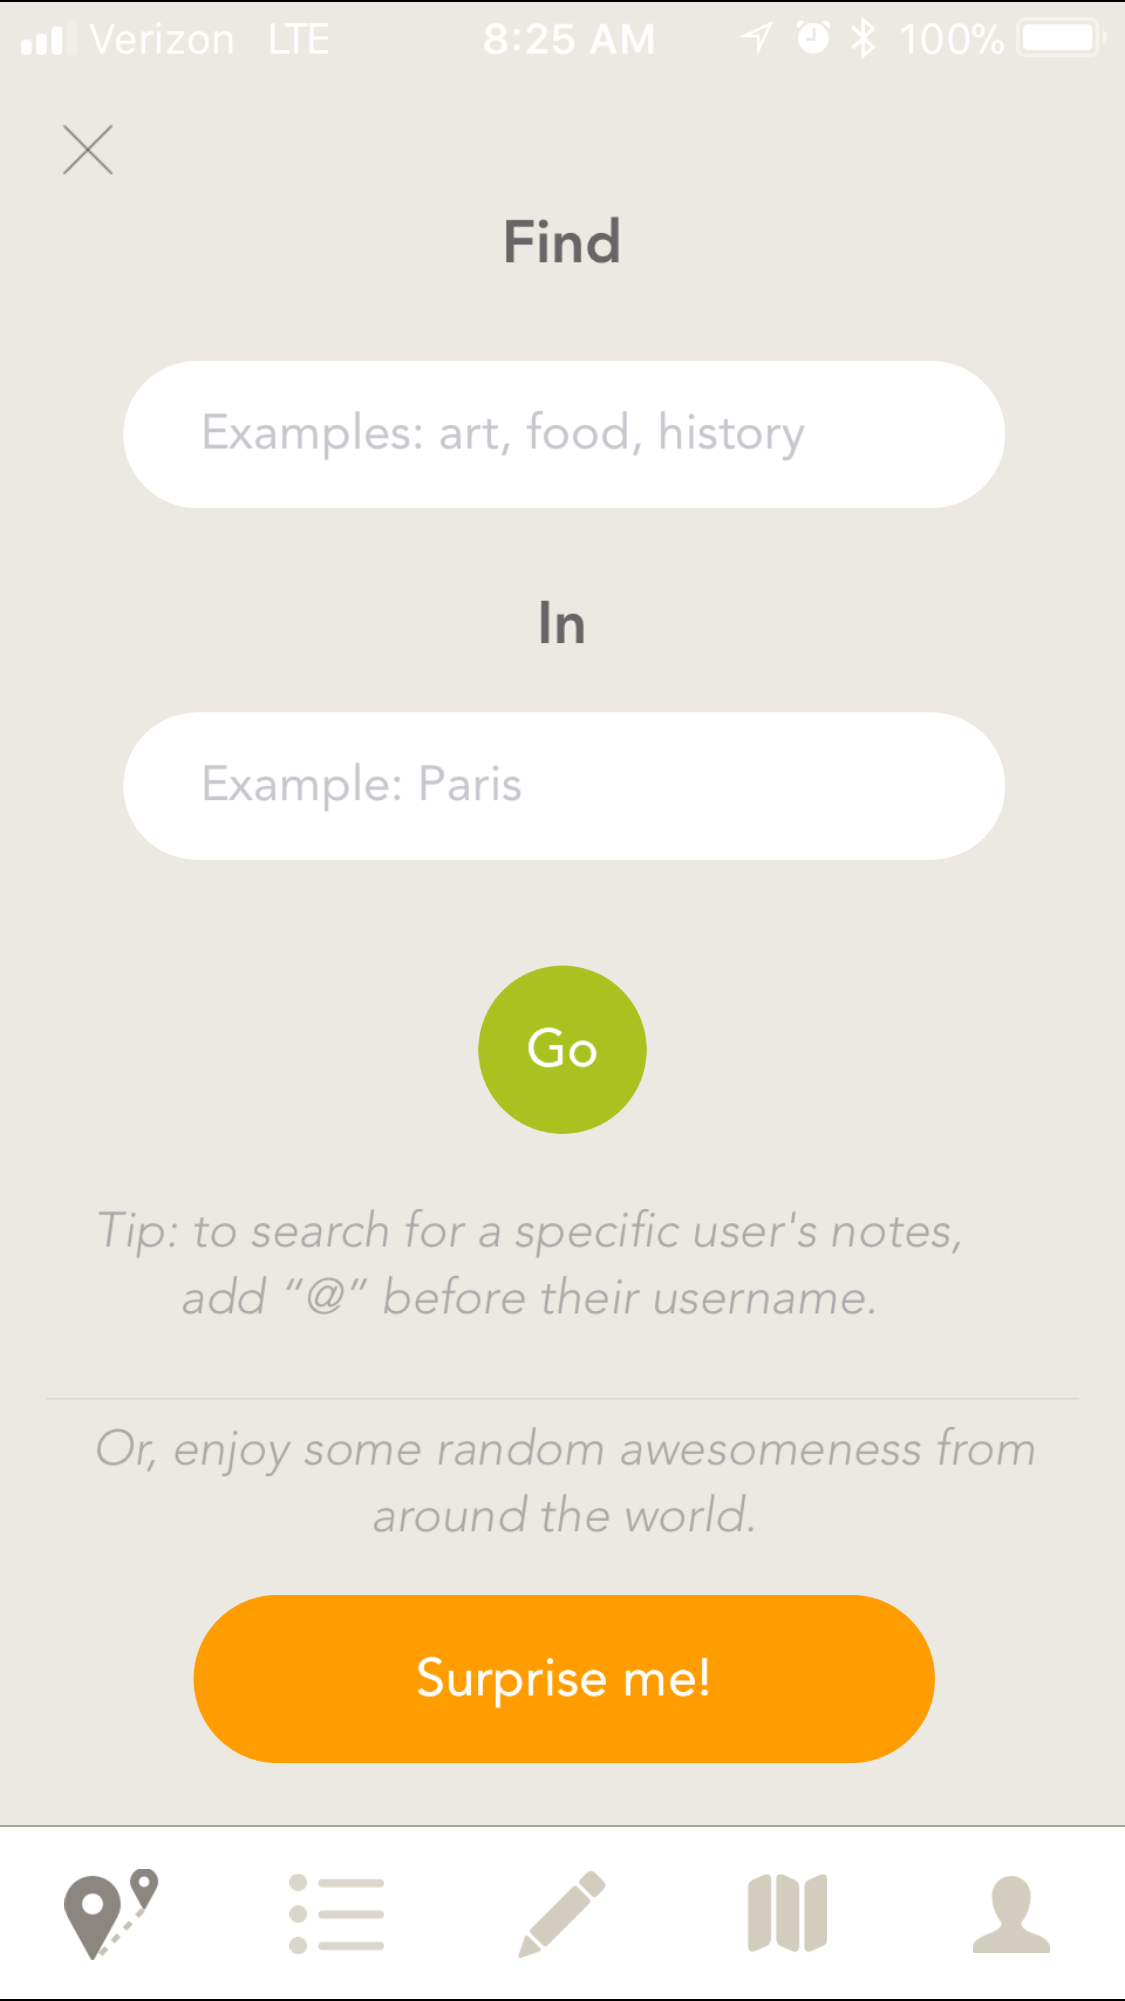 Verizon LTE 8:25 AM 100%
Find
Examples: art, food, history
In
Example: Paris
Go
Tip: to search for a specific user's notes,
add “@” before their username.
Or, enjoy some random awesomeness from
around the world.
Surprise me!